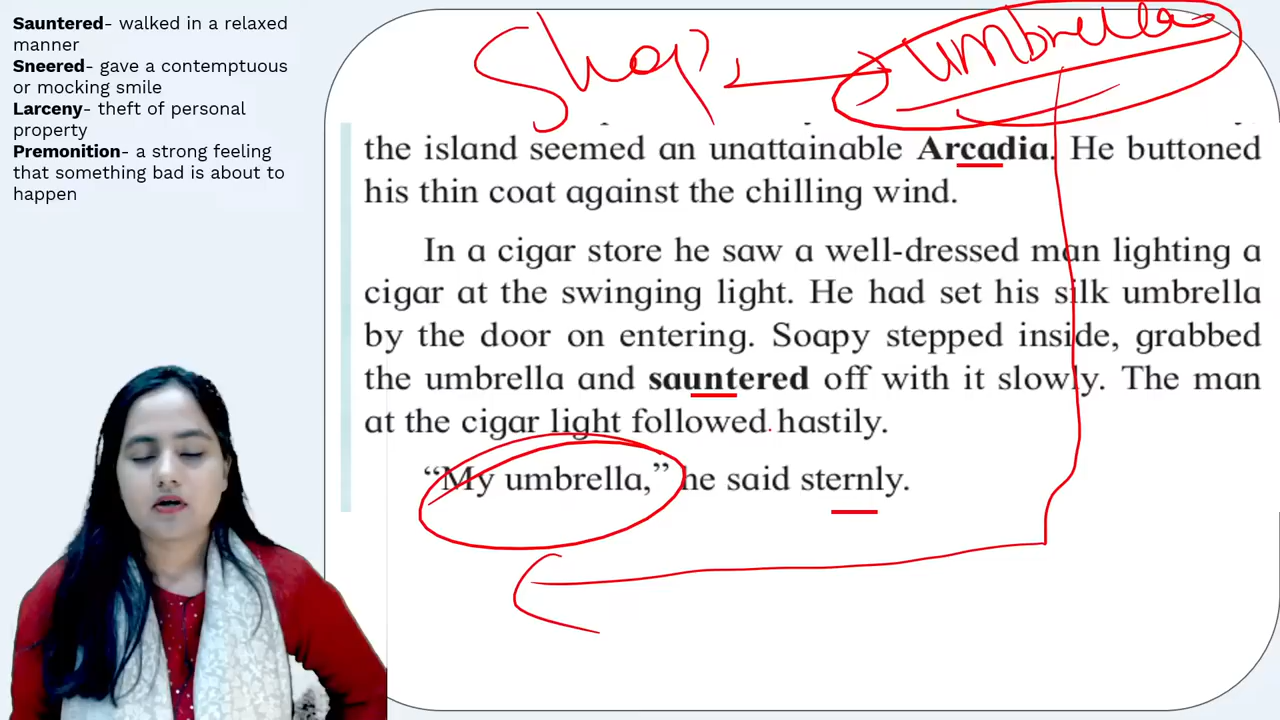 Sauntered- walked in a relaxed
manner
Sneered- gave a contemptuous
or mocking smile
Larceny- theft of personal
property
Premonition- a strong feeling
that something bad is about to
happen
Shop umbrella
the island seemed an unattainable Arcadia. He buttoned
his thin coat against the chilling wind.
In a cigar store he saw a well-dressed man lighting a
cigar at the swinging light. He had set his silk umbrella
by the door on entering. Soapy stepped inside, grabbed
the umbrella and sauntered off with it slowly. The man
at the cigar light followed hastily.
“My umbrella,” he said sternly.